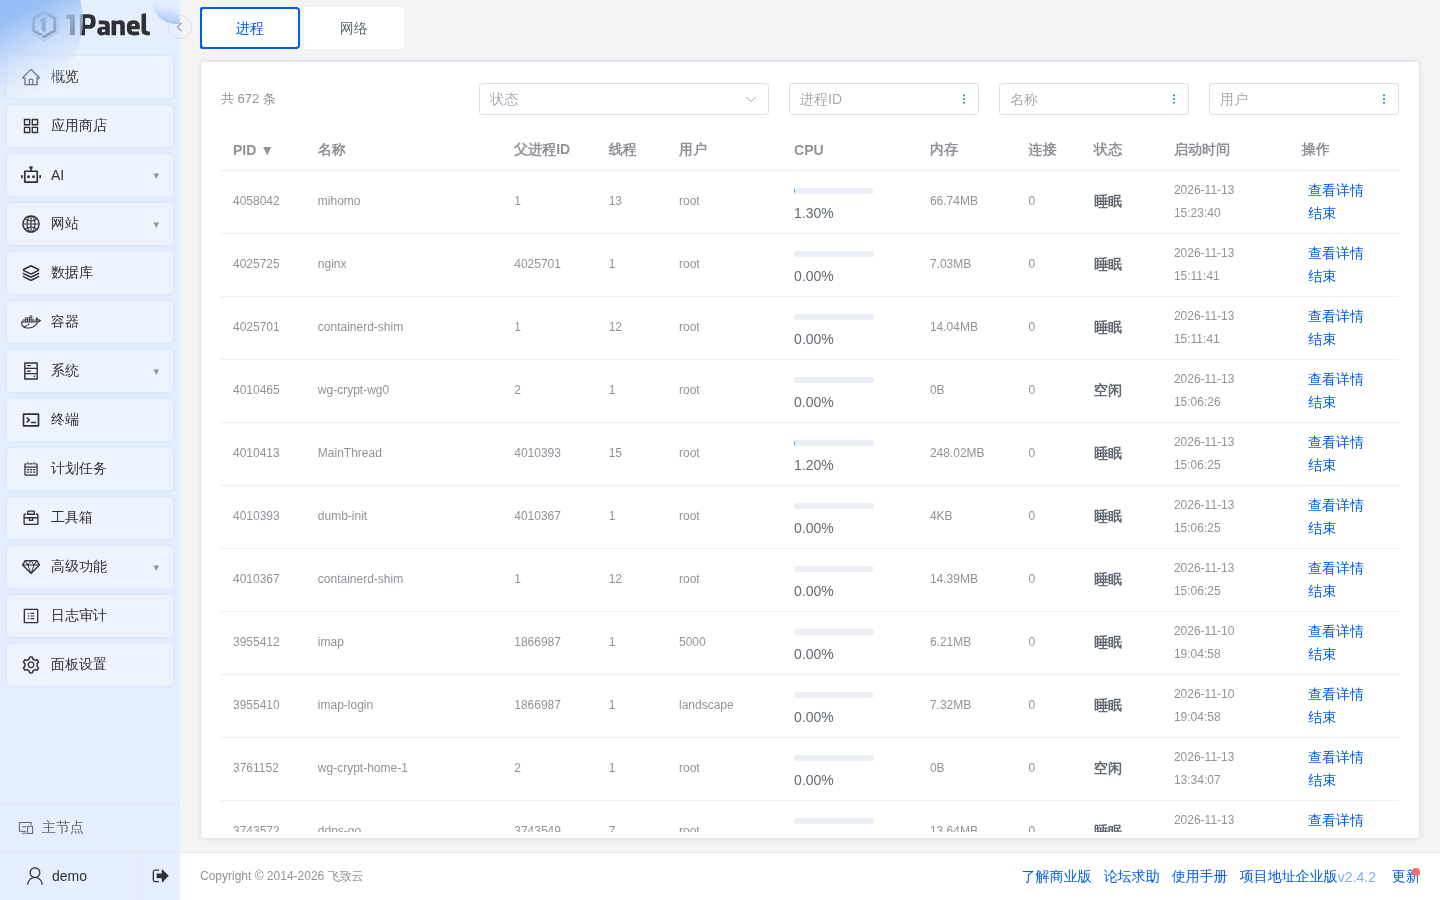 1Panel
概览
应用商店
AI
网站
数据库
容器
系统
终端
计划任务
工具箱
高级功能
日志审计
面板设置
主节点
demo
进程 网络
共 672 条 状态 进程ID 名称 用户
PID ▼ 名称 父进程ID 线程 用户 CPU 内存 连接 状态 启动时间 操作
4058042 mihomo 1 13 root 1.30% 66.74MB 0 睡眠 2026-11-13 15:23:40 查看详情 结束
4025725 nginx 4025701 1 root 0.00% 7.03MB 0 睡眠 2026-11-13 15:11:41 查看详情 结束
4025701 containerd-shim 1 12 root 0.00% 14.04MB 0 睡眠 2026-11-13 15:11:41 查看详情 结束
4010465 wg-crypt-wg0 2 1 root 0.00% 0B 0 空闲 2026-11-13 15:06:26 查看详情 结束
4010413 MainThread 4010393 15 root 1.20% 248.02MB 0 睡眠 2026-11-13 15:06:25 查看详情 结束
4010393 dumb-init 4010367 1 root 0.00% 4KB 0 睡眠 2026-11-13 15:06:25 查看详情 结束
4010367 containerd-shim 1 12 root 0.00% 14.39MB 0 睡眠 2026-11-13 15:06:25 查看详情 结束
3955412 imap 1866987 1 5000 0.00% 6.21MB 0 睡眠 2026-11-10 19:04:58 查看详情 结束
3955410 imap-login 1866987 1 landscape 0.00% 7.32MB 0 睡眠 2026-11-10 19:04:58 查看详情 结束
3761152 wg-crypt-home-1 2 1 root 0.00% 0B 0 空闲 2026-11-13 13:34:07 查看详情 结束
3743572 ddns-go 3743549 7 root 13.64MB 0 睡眠 2026-11-13 查看详情
Copyright © 2014-2026 飞致云 了解商业版 论坛求助 使用手册 项目地址企业版v2.4.2 更新